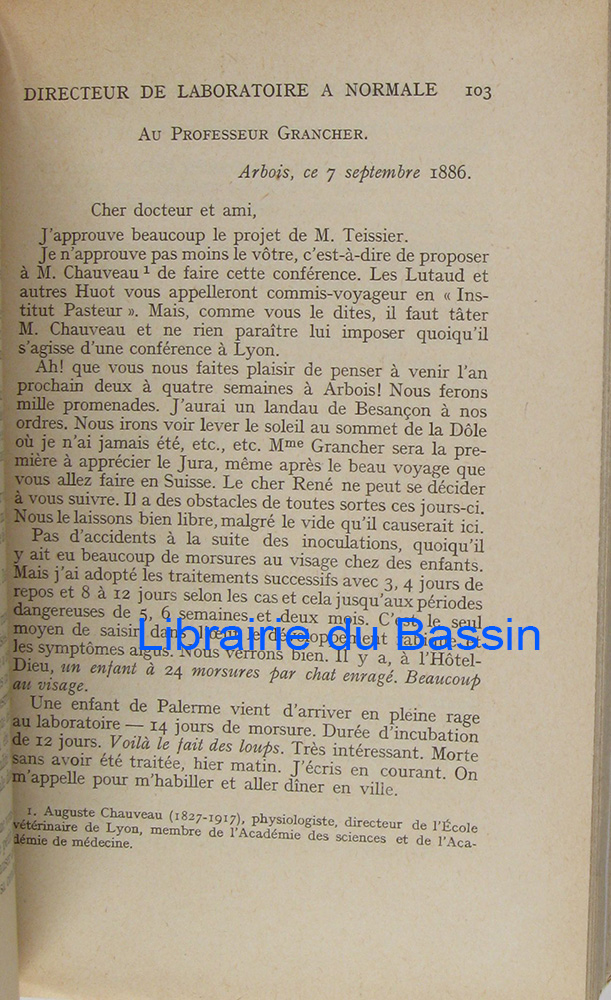 DIRECTEUR DE LABORATOIRE A NORMALE 103
AU PROFESSEUR GRANCHER.
Arbois, ce 7 septembre 1886.
Cher docteur et ami,
J'approuve beaucoup le projet de M. Teissier.
Je n'approuve pas moins le vôtre, c'est-à-dire de proposer
à M. Chauveau ¹ de faire cette conférence. Les Lutaud et
autres Huot vous appelleront commis-voyageur en « Ins-
titut Pasteur ». Mais, comme vous le dites, il faut tâter
M. Chauveau et ne rien paraître lui imposer quoiqu'il
s'agisse d'une conférence à Lyon.
Ah! que vous nous faites plaisir de penser à venir l'an
prochain deux à quatre semaines à Arbois! Nous ferons
mille promenades. J'aurai un landau de Besançon à nos
ordres. Nous irons voir lever le soleil au sommet de la Dôle
où je n'ai jamais été, etc., etc. Mme Grancher sera la pre-
mière à apprécier le Jura, même après le beau voyage que
vous allez faire en Suisse. Le cher René ne peut se décider
à vous suivre. Il a des obstacles de toutes sortes ces jours-ci.
Nous le laissons bien libre, malgré le vide qu'il causerait ici.
Pas d'accidents à la suite des inoculations, quoiqu'il
y ait eu beaucoup de morsures au visage chez des enfants.
Mais j'ai adopté les traitements successifs avec 3, 4 jours de
repos et 8 à 12 jours selon les cas et cela jusqu'aux périodes
dangereuses de 5, 6 semaines et deux mois. C'est le seul
moyen de saisir dans l'œuf le développement
les symptômes aigus. Nous verrons bien. Il y a, à l'Hôtel-
Dieu, un enfant à 24 morsures par chat enragé. Beaucoup
au visage.
Une enfant de Palerme vient d'arriver en pleine rage
au laboratoire — 14 jours de morsure. Durée d'incubation
de 12 jours. Voilà le fait des loups. Très intéressant. Morte
sans avoir été traitée, hier matin. J'écris en courant. On
m'appelle pour m'habiller et aller dîner en ville.
1. Auguste Chauveau (1827-1917), physiologiste, directeur de l'École
vétérinaire de Lyon, membre de l'Académie des sciences et de l'Aca-
démie de médecine.
Librairie du Bassin